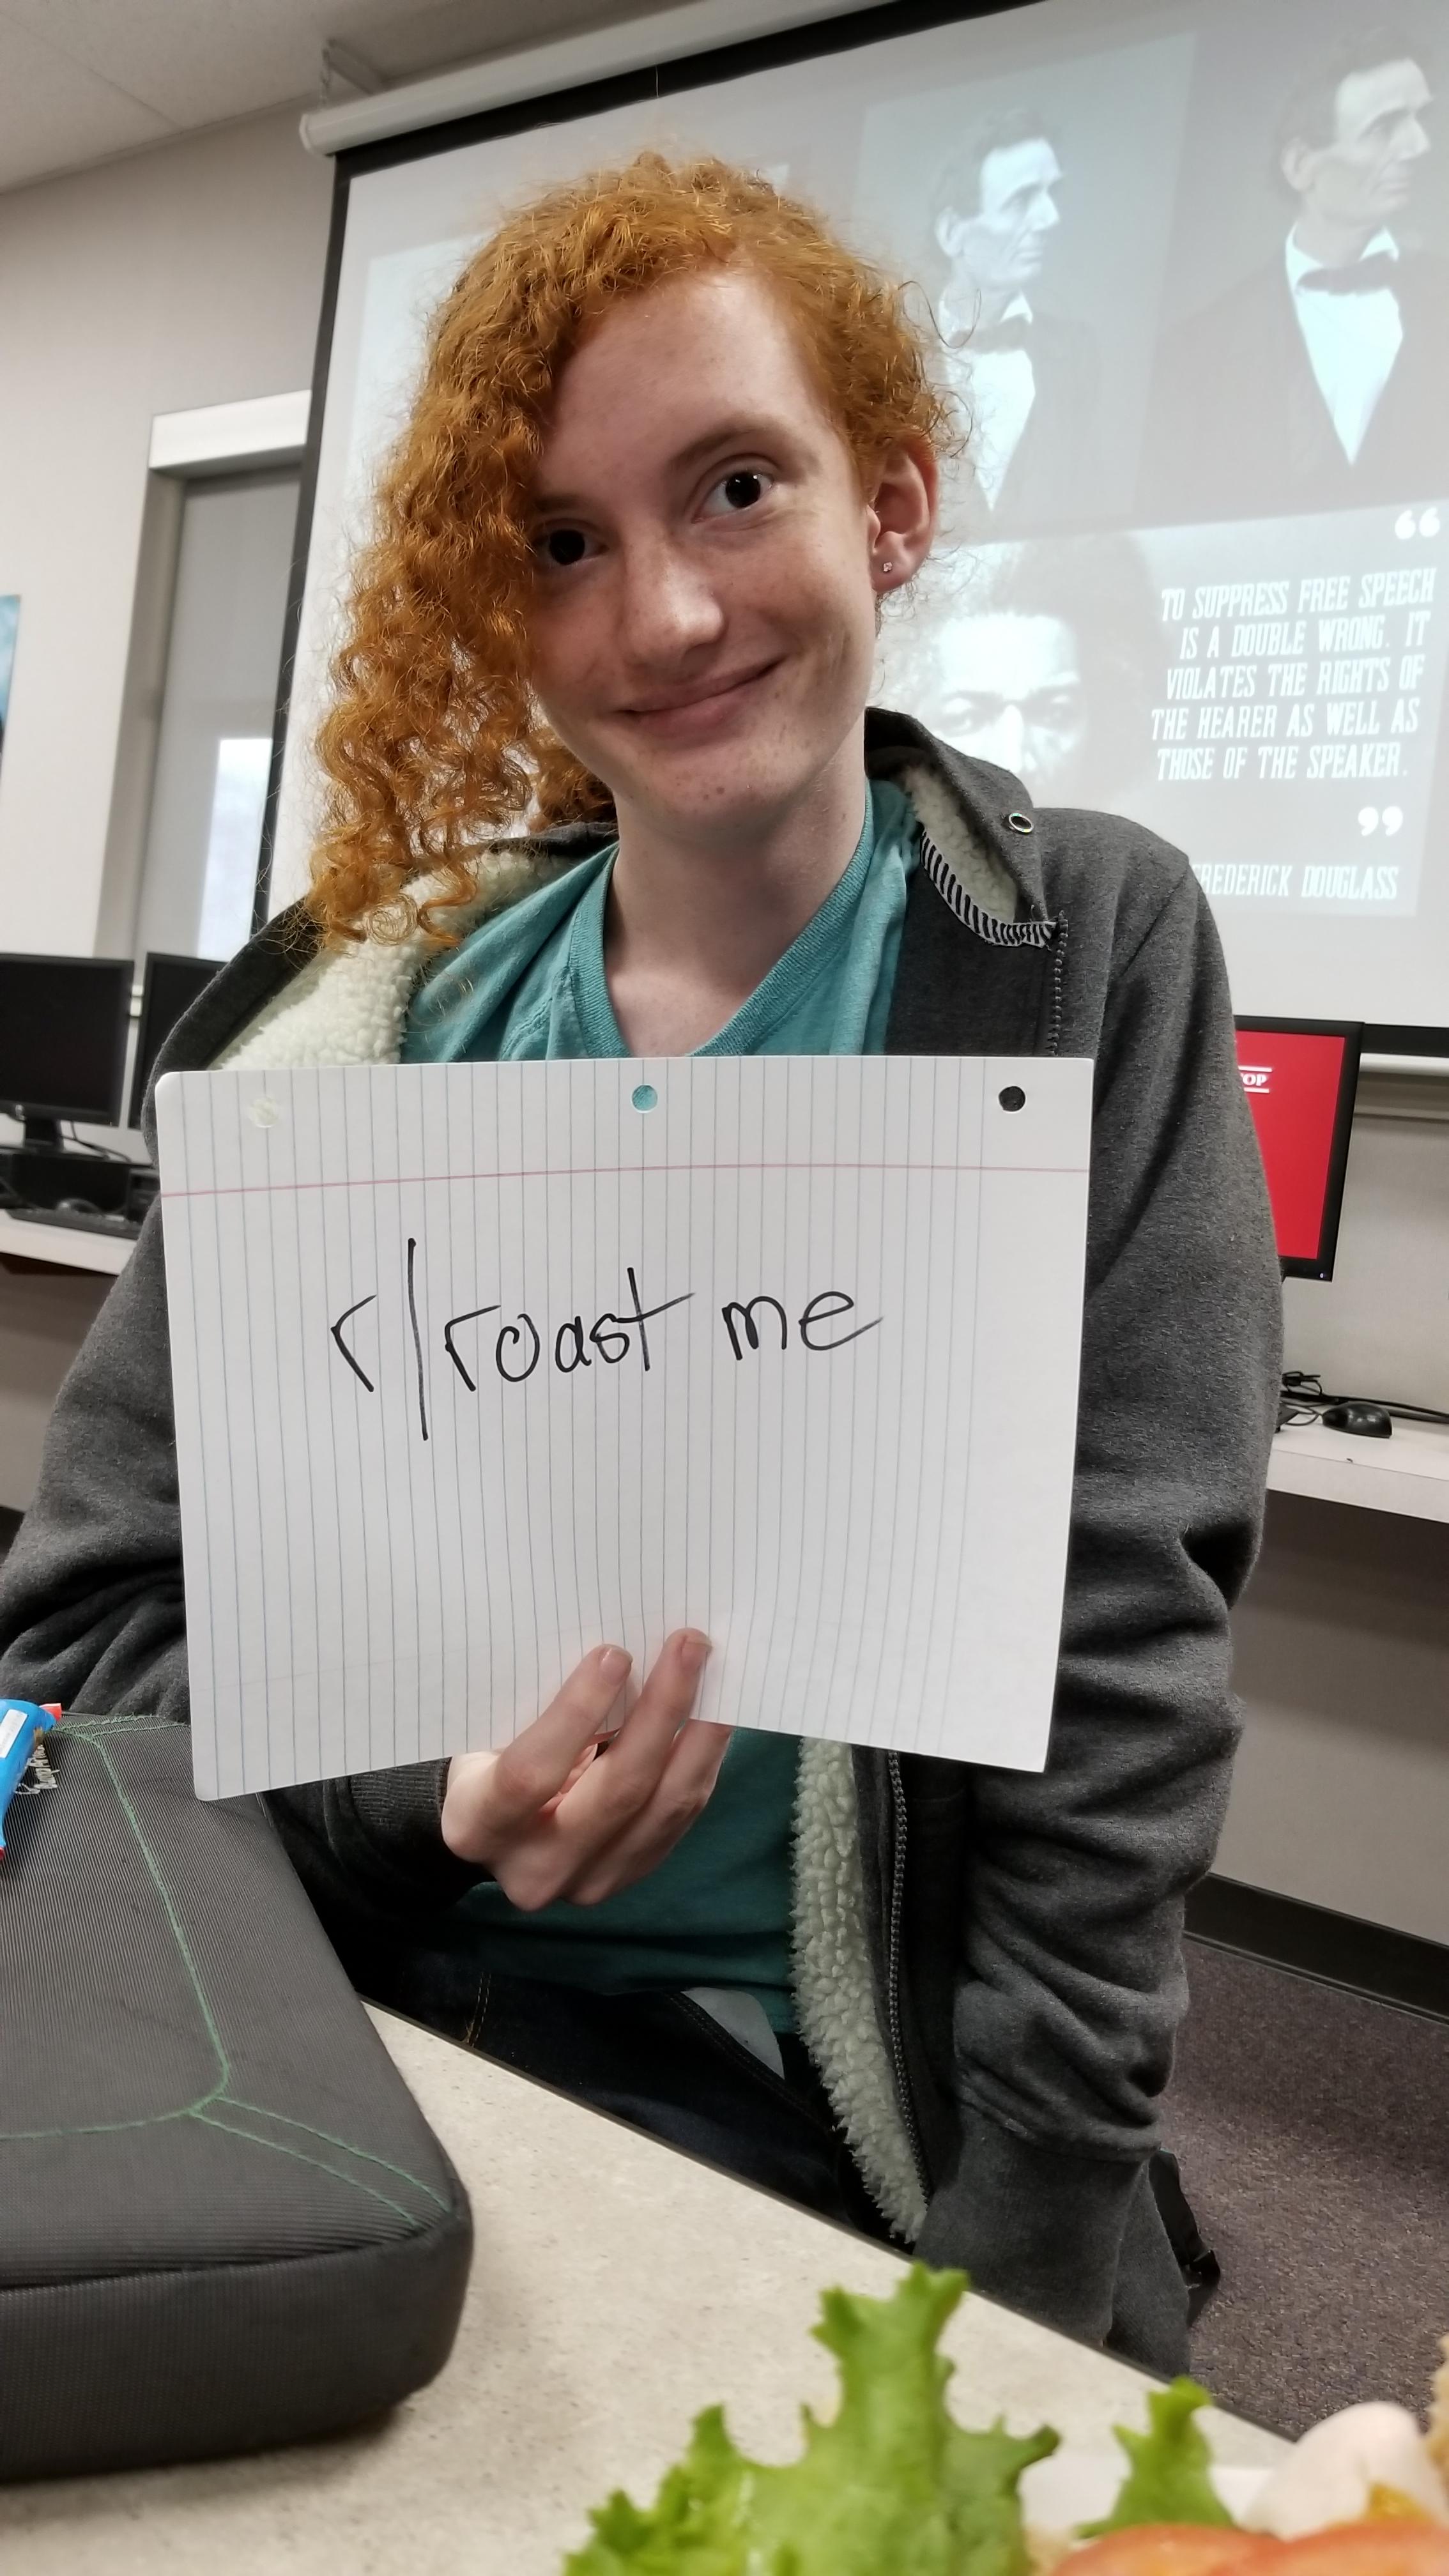 “
TO SUPPRESS FREE SPEECH
IS A DOUBLE WRONG. IT
VIOLATES THE RIGHTS OF
THE HEARER AS WELL AS
THOSE OF THE SPEAKER.
”
REDERICK DOUGLASS
r/roast me